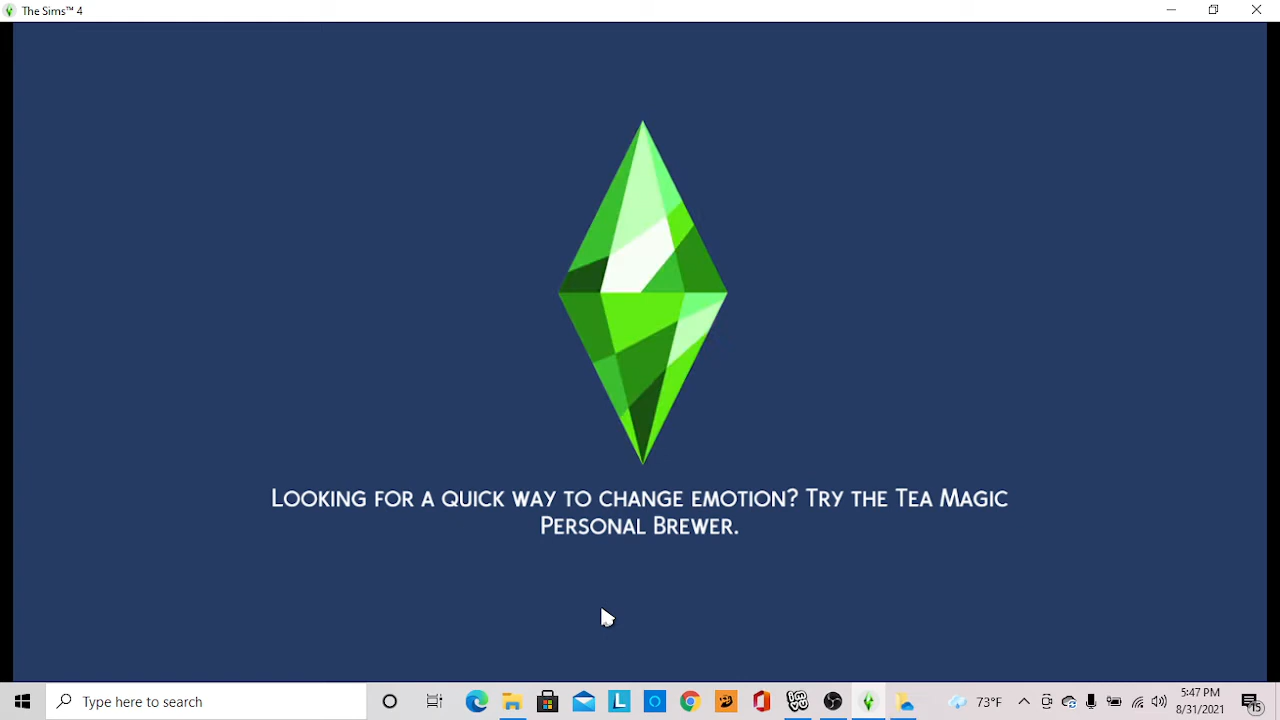 The Sims™ 4
Looking for a quick way to change emotion? Try the Tea Magic
Personal Brewer.
Type here to search
L
73°F
5:47 PM
8/31/2021
15